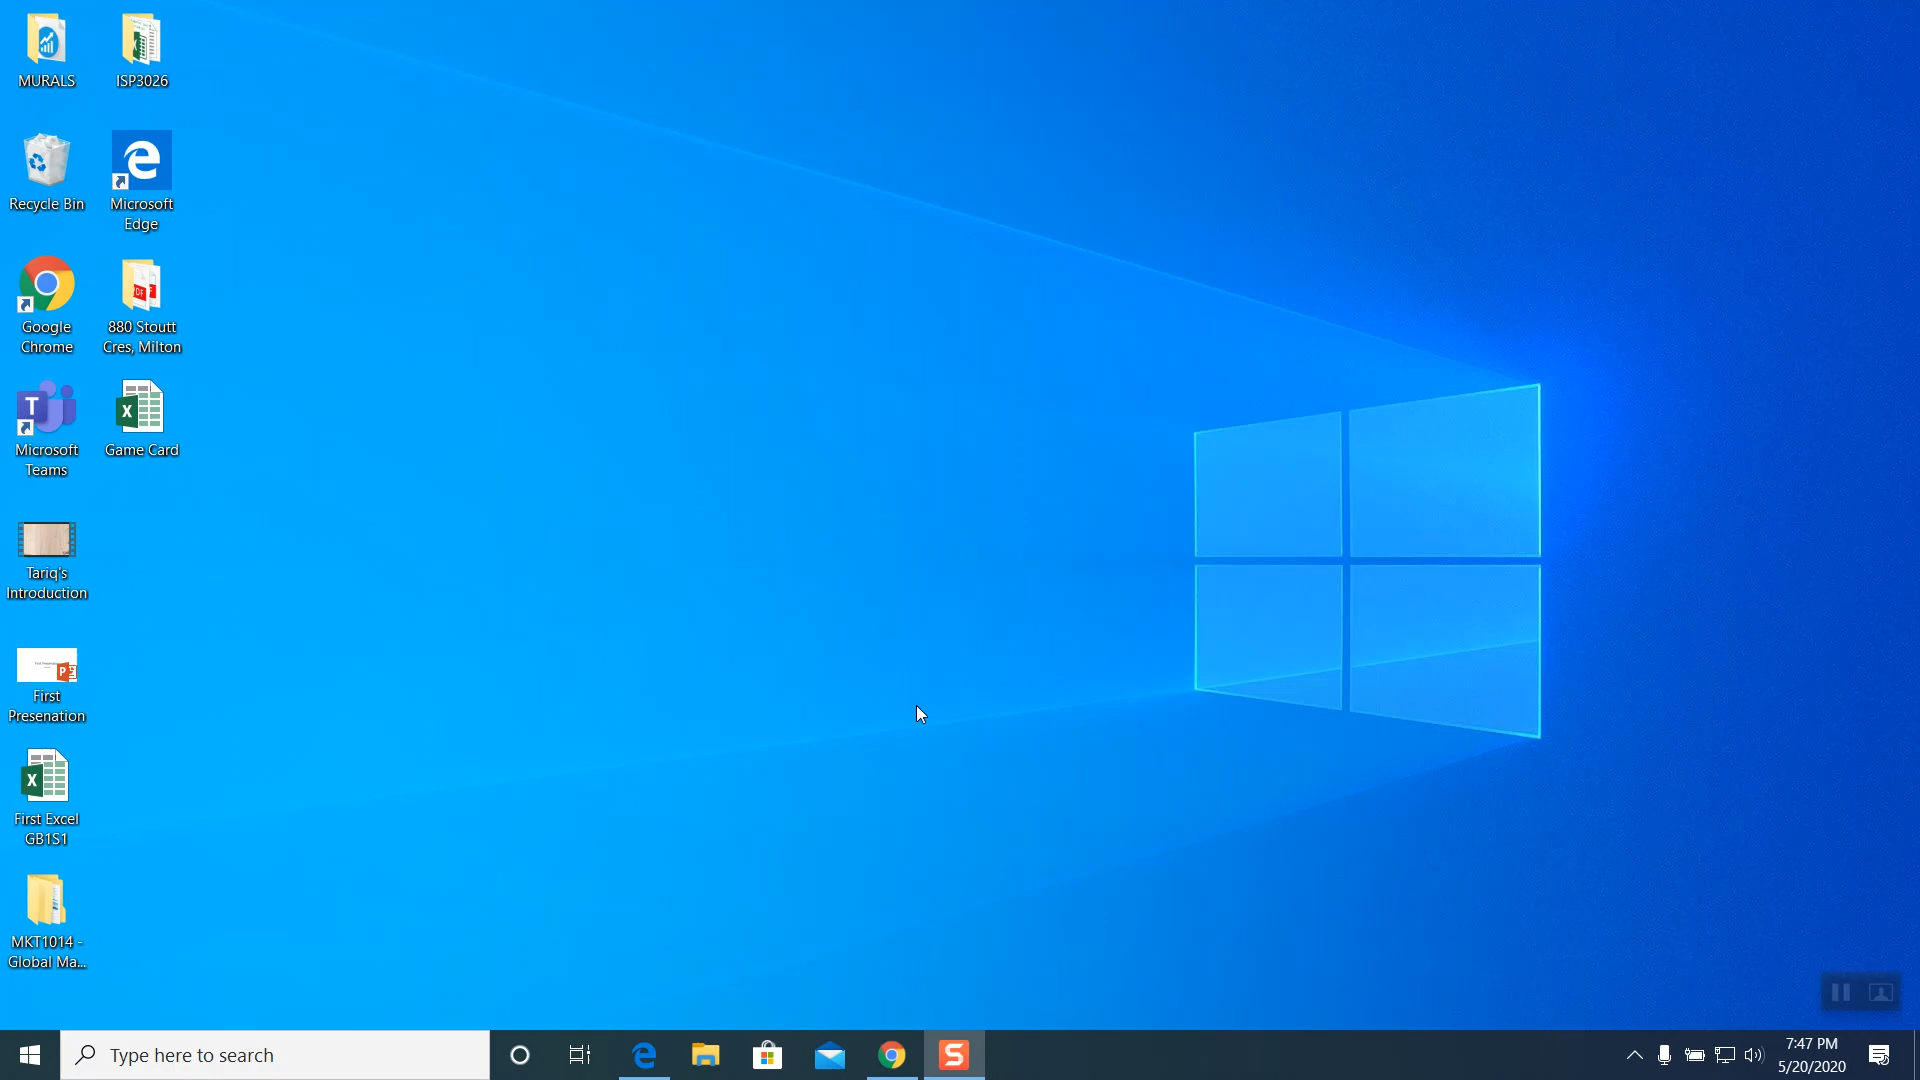 MURALS
ISP3026
Recycle Bin
Microsoft
Edge
Google
Chrome
880 Stoutt
Cres, Milton
Microsoft
Teams
Game Card
Tariq's
Introduction
First
Presenation
First Excel
GB1S1
MKT1014 -
Global Ma...
Type here to search
7:47 PM
5/20/2020